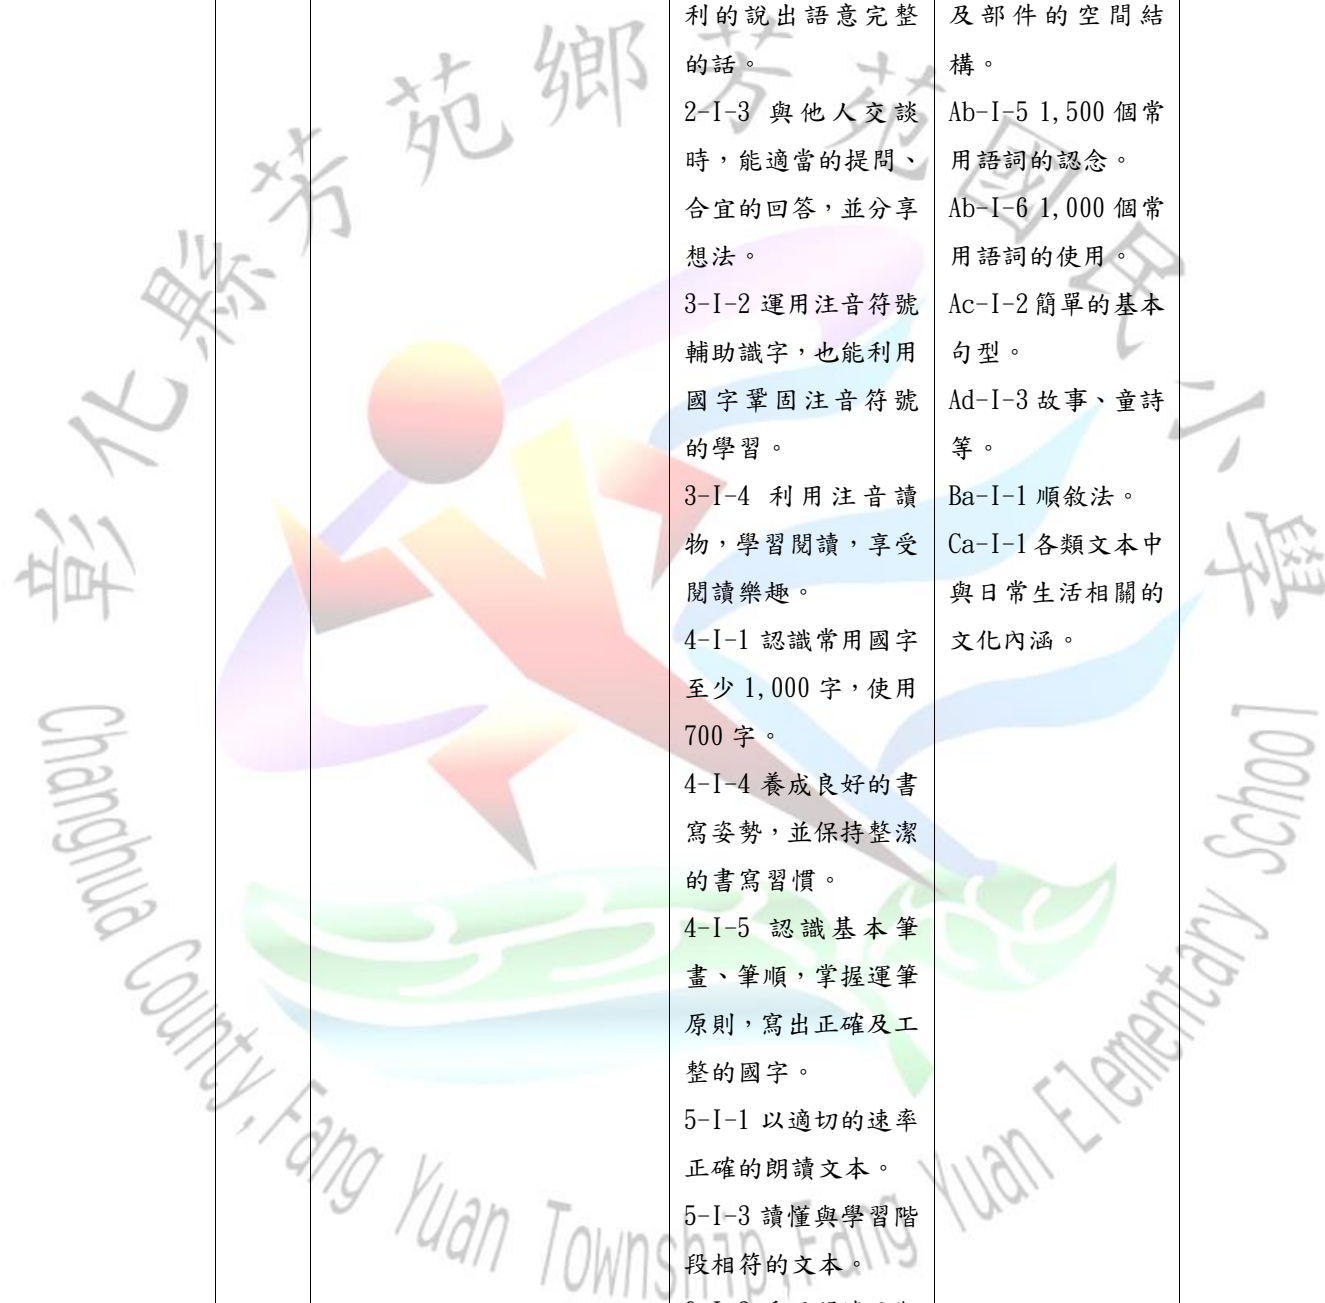 彰化縣芳苑鄉芳苑國民小學
Changhua County, Fang Yuan Township, Fang Yuan Elementary School
利的說出語意完整
的話。
2-I-3 與他人交談
時，能適當的提問、
合宜的回答，並分享
想法。
3-I-2 運用注音符號
輔助識字，也能利用
國字鞏固注音符號
的學習。
3-I-4 利用注音讀
物，學習閱讀，享受
閱讀樂趣。
4-I-1 認識常用國字
至少 1,000 字，使用
700 字。
4-I-4 養成良好的書
寫姿勢，並保持整潔
的書寫習慣。
4-I-5 認識基本筆
畫、筆順，掌握運筆
原則，寫出正確及工
整的國字。
5-I-1 以適切的速率
正確的朗讀文本。
5-I-3 讀懂與學習階
段相符的文本。
及部件的空間結
構。
Ab-I-5 1,500 個常
用語詞的認念。
Ab-I-6 1,000 個常
用語詞的使用。
Ac-I-2 簡單的基本
句型。
Ad-I-3 故事、童詩
等。
Ba-I-1 順敘法。
Ca-I-1 各類文本中
與日常生活相關的
文化內涵。